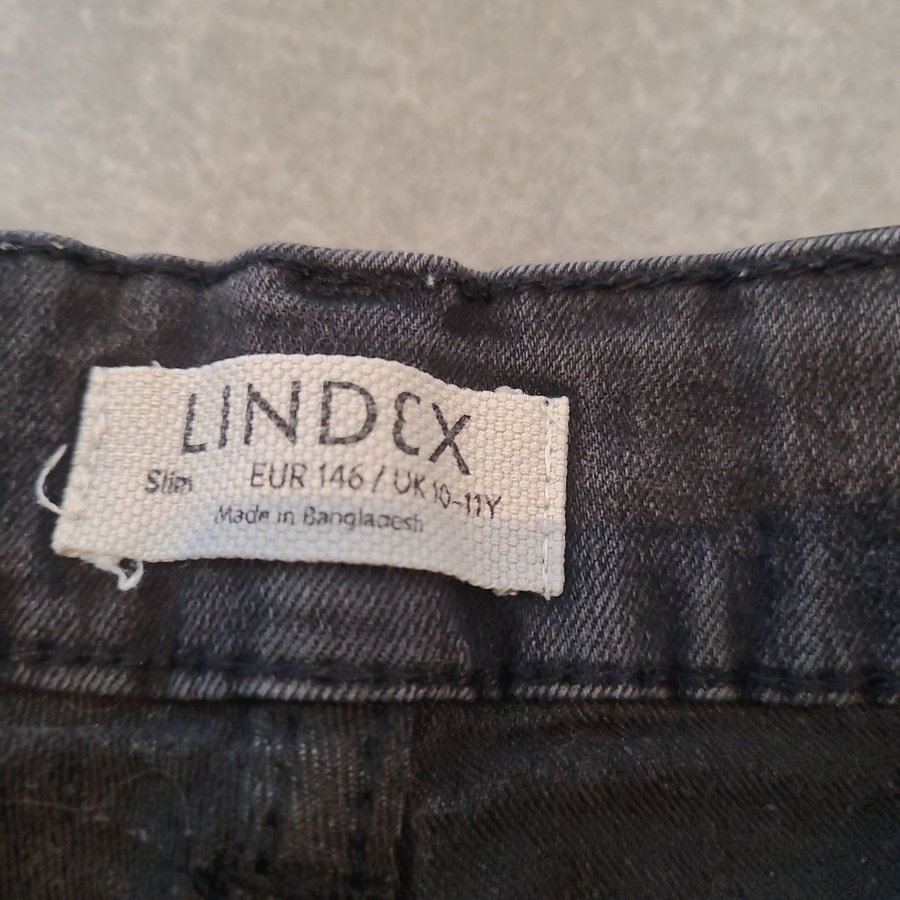 LINDEX
Slim EUR 146 / UK 10-11Y
Made in Bangladesh